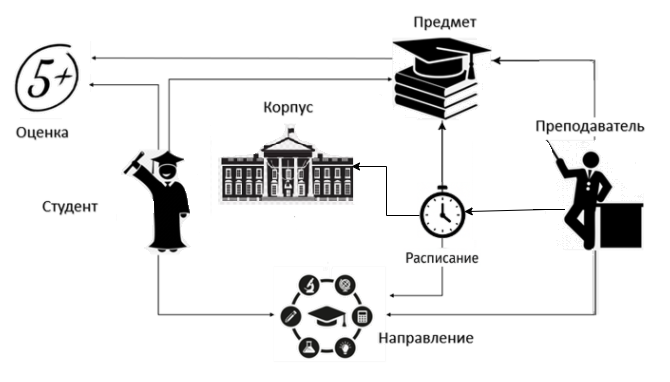 Предмет
5+
Оценка
Корпус
Преподаватель
Студент
Расписание
Направление